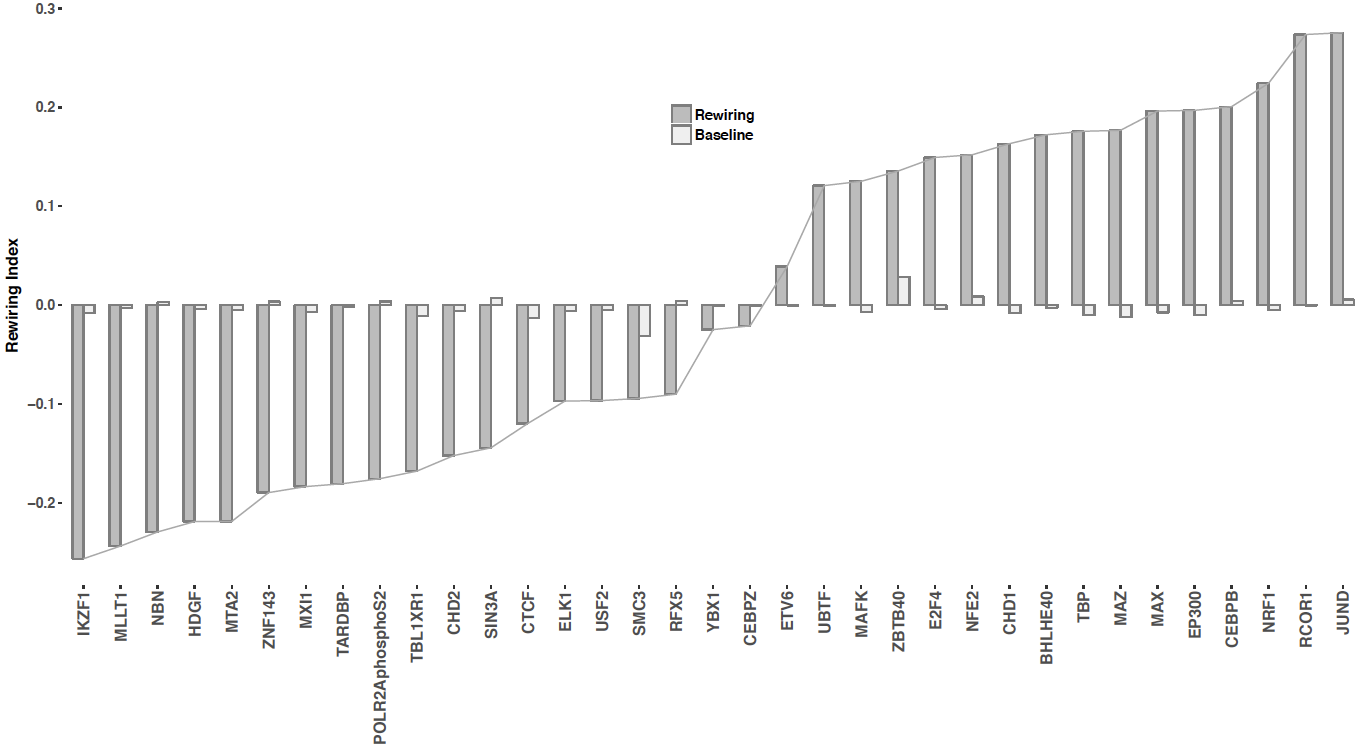 0.3
0.2
0.1
0.0
−0.1
−0.2
Rewiring Index
Rewiring
Baseline
IKZF1
MLLT1
NBN
HDGF
MTA2
ZNF143
MXI1
TARDBP
POLR2AphosphoS2
TBL1XR1
CHD2
SIN3A
CTCF
ELK1
USF2
SMC3
RFX5
YBX1
CEBPZ
ETV6
UBTF
MAFK
ZBTB40
E2F4
NFE2
CHD1
BHLHE40
TBP
MAZ
MAX
EP300
CEBPB
NRF1
RCOR1
JUND